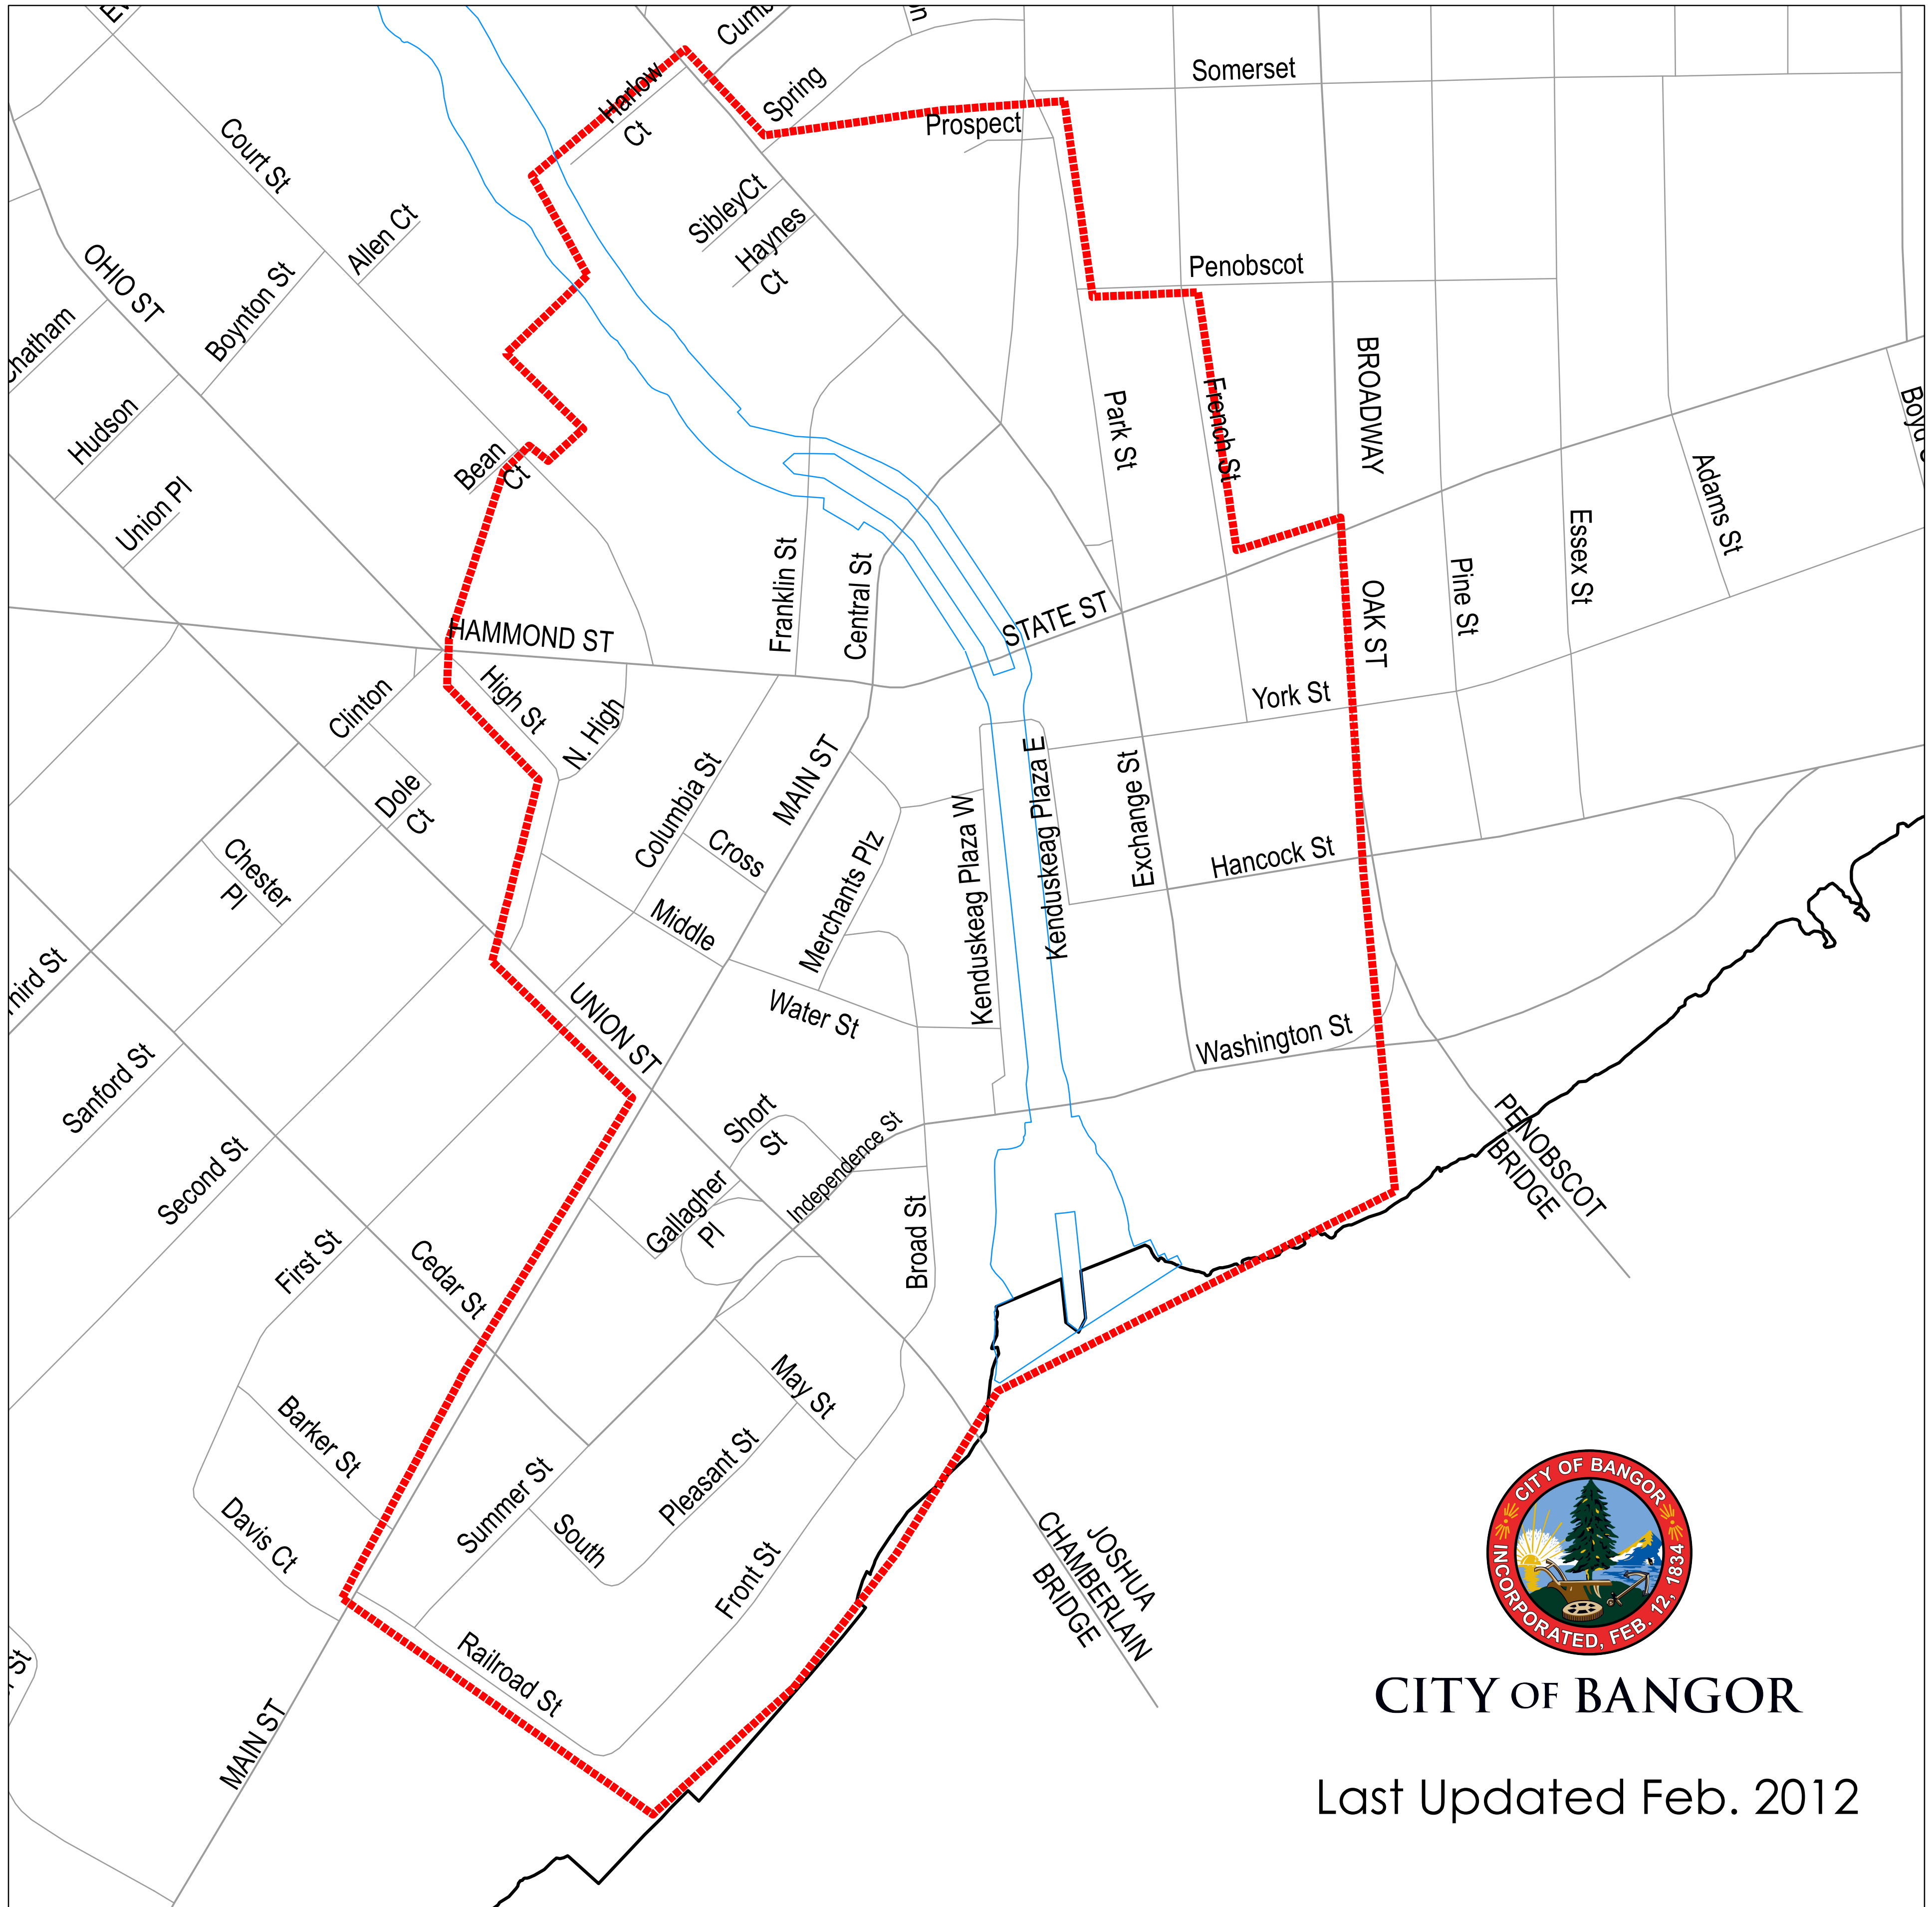 Cumb
Spring
Somerset
Harlow
Ct
Prospect
Court St
Allen Ct
SibleyCt
Haynes
Ct
OHIO ST
Boynton St
Penobscot
Chatham
Hudson
Union Pl
Bean
Ct
Park St
French St
BROADWAY
Adams St
Essex St
Pine St
OAK ST
Franklin St
Central St
STATE ST
HAMMOND ST
High St
N. High
Clinton
Dole
Ct
York St
Columbia St
MAIN ST
Cross
Middle
Merchants Plz
Kenduskeag Plaza W
Kenduskeag Plaza E
Exchange St
Hancock St
Chester
Pl
hird St
Water St
UNION ST
Washington St
Sanford St
Second St
Short
St
Independence St
Gallagher
Pl
Broad St
PENOBSCOT
BRIDGE
First St
Cedar St
May St
Barker St
Pleasant St
Summer St
South
Davis Ct
Front St
JOSHUA
CHAMBERLAIN
BRIDGE
Railroad St
MAIN ST
St
CITY OF BANGOR
INCORPORATED, FEB. 12, 1834
CITY OF BANGOR
Last Updated Feb. 2012